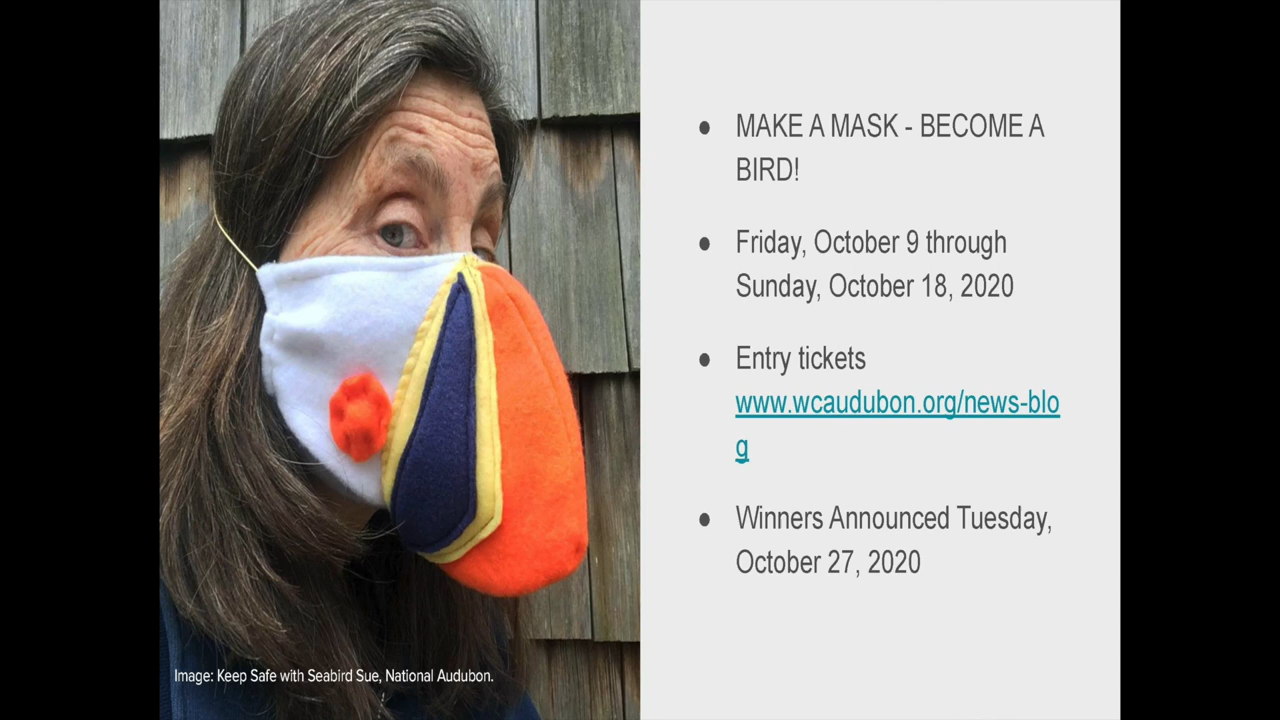 MAKE A MASK - BECOME A
BIRD!
Friday, October 9 through
Sunday, October 18, 2020
Entry tickets
www.wcaudubon.org/news-blo
g
Winners Announced Tuesday,
October 27, 2020
Image: Keep Safe with Seabird Sue, National Audubon.